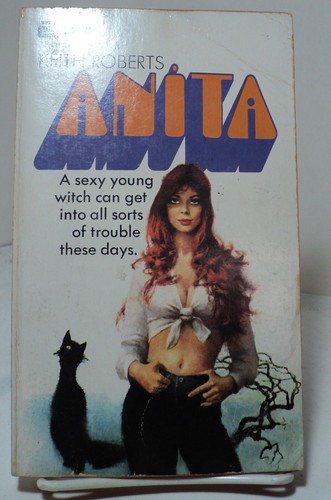 KEITH ROBERTS
ANITA
A sexy young
witch can get
into all sorts
of trouble
these days.